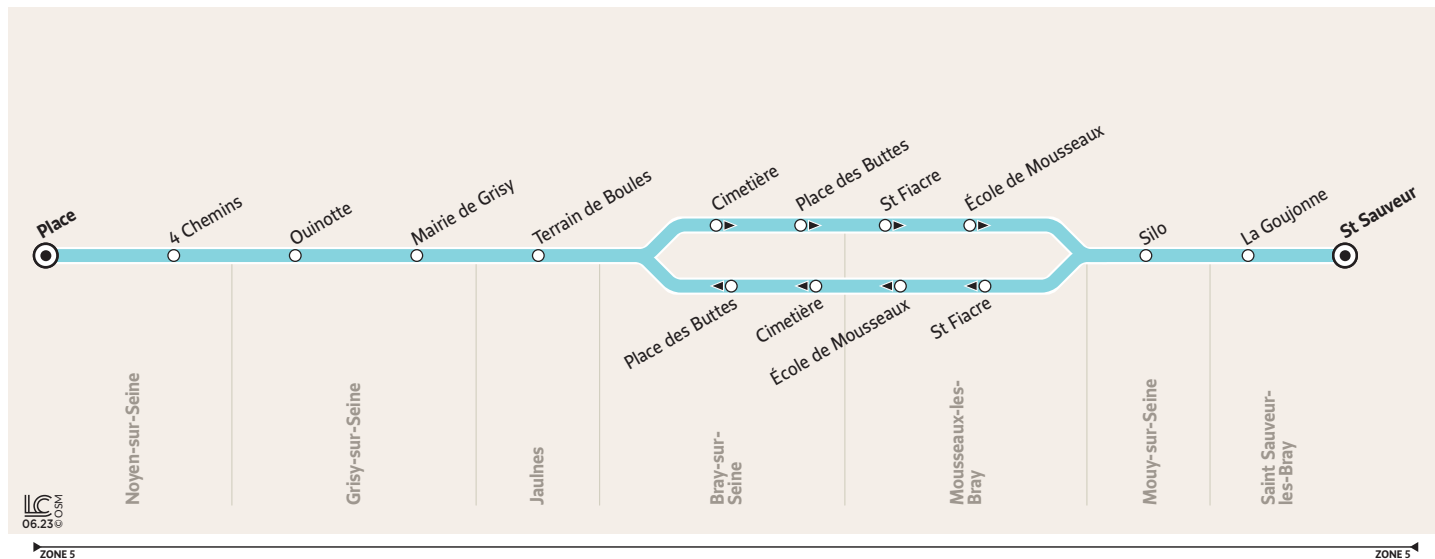 Place
4 Chemins
Ouinotte
Mairie de Grisy
Terrain de Boules
Cimetière
Place des Buttes
St Fiacre
École de Mousseaux
Silo
La Goujonne
St Sauveur
Place des Buttes
Cimetière
École de Mousseaux
St Fiacre
Noyen-sur-Seine
Grisy-sur-Seine
Jaulnes
Bray-sur-
Seine
Mousseaux-les-
Bray
Mouy-sur-Seine
Saint Sauveur-
les-Bray
LC
06.23© OSM
ZONE 5
ZONE 5